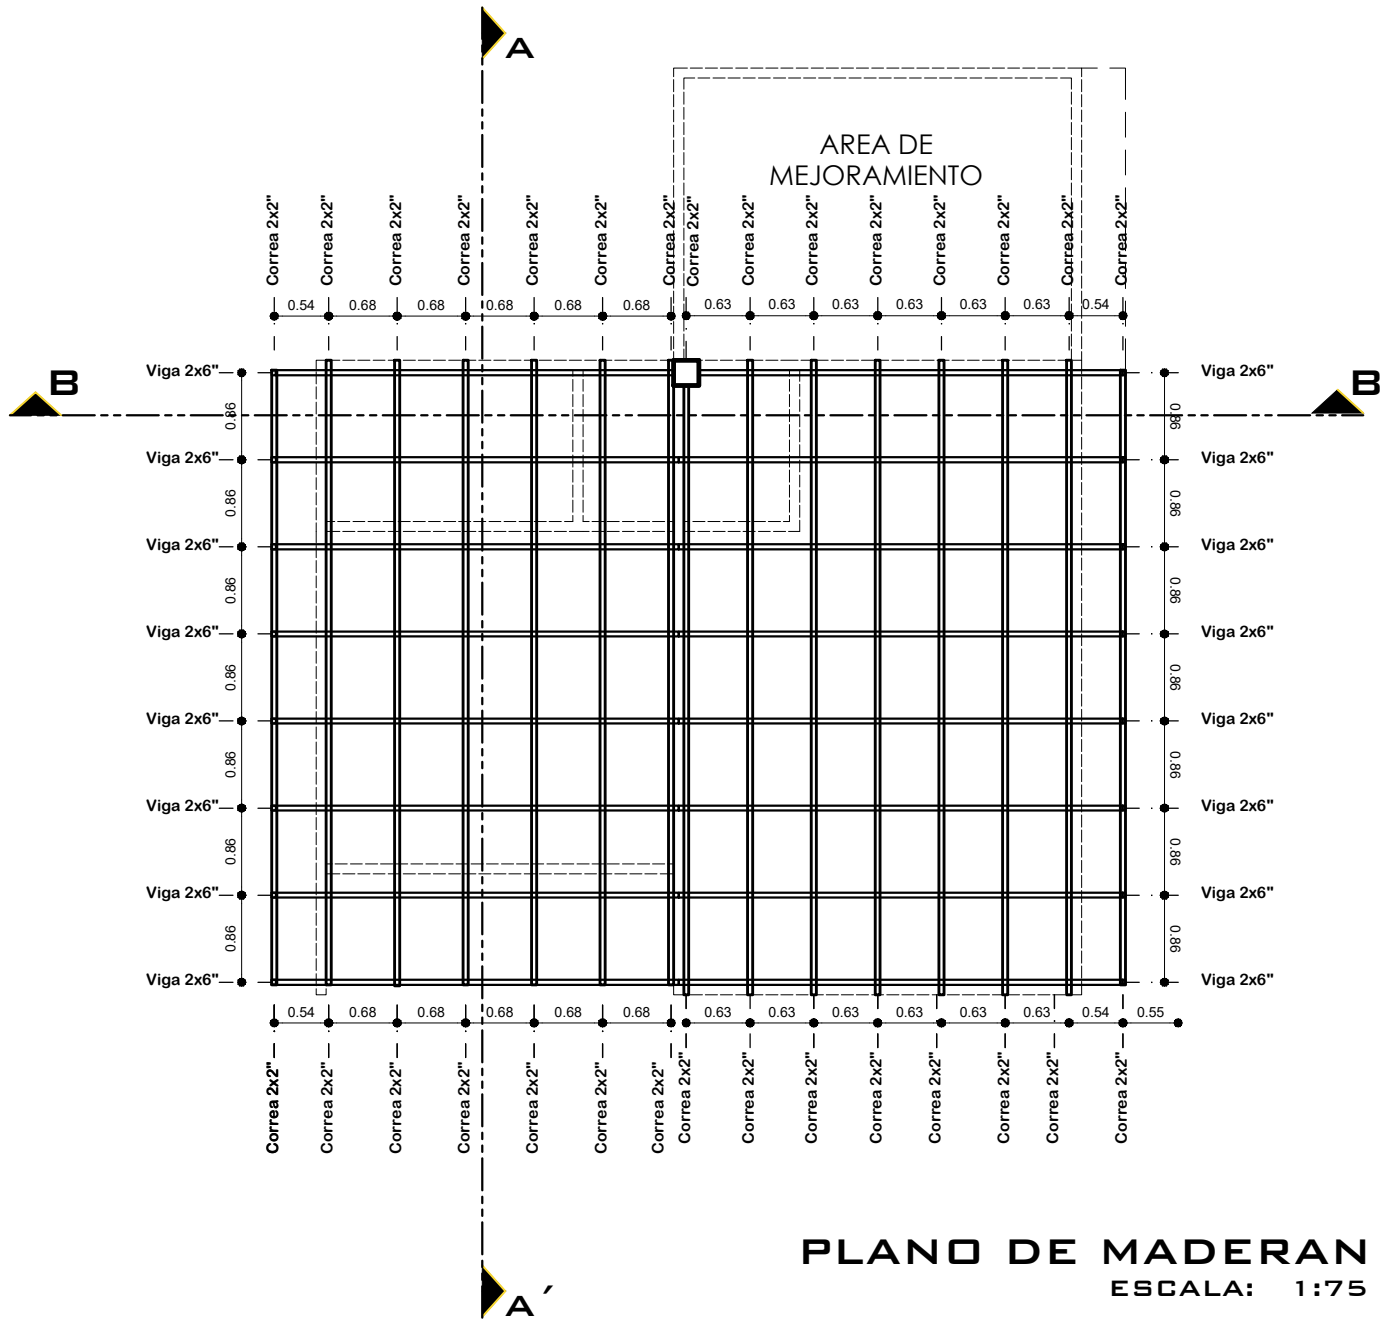 A
AREA DE
MEJORAMIENTO
Correa 2x2" Correa 2x2" Correa 2x2" Correa 2x2" Correa 2x2" Correa 2x2" Correa 2x2" Correa 2x2" Correa 2x2" Correa 2x2" Correa 2x2" Correa 2x2" Correa 2x2" Correa 2x2"
0.54 0.68 0.68 0.68 0.68 0.68 0.63 0.63 0.63 0.63 0.63 0.63 0.54
Viga 2x6" Viga 2x6"
B B
0.86 0.86
Viga 2x6" Viga 2x6"
0.86 0.86
Viga 2x6" Viga 2x6"
0.86 0.86
Viga 2x6" Viga 2x6"
0.86 0.86
Viga 2x6" Viga 2x6"
0.86 0.86
Viga 2x6" Viga 2x6"
0.86 0.86
Viga 2x6" Viga 2x6"
0.86 0.86
Viga 2x6" Viga 2x6"
0.54 0.68 0.68 0.68 0.68 0.68 0.63 0.63 0.63 0.63 0.63 0.63 0.54 0.55
Correa 2x2" Correa 2x2" Correa 2x2" Correa 2x2" Correa 2x2" Correa 2x2" Correa 2x2" Correa 2x2" Correa 2x2" Correa 2x2" Correa 2x2" Correa 2x2" Correa 2x2" Correa 2x2" Correa 2x2"
PLANO DE MADERAN
ESCALA: 1:75
A´